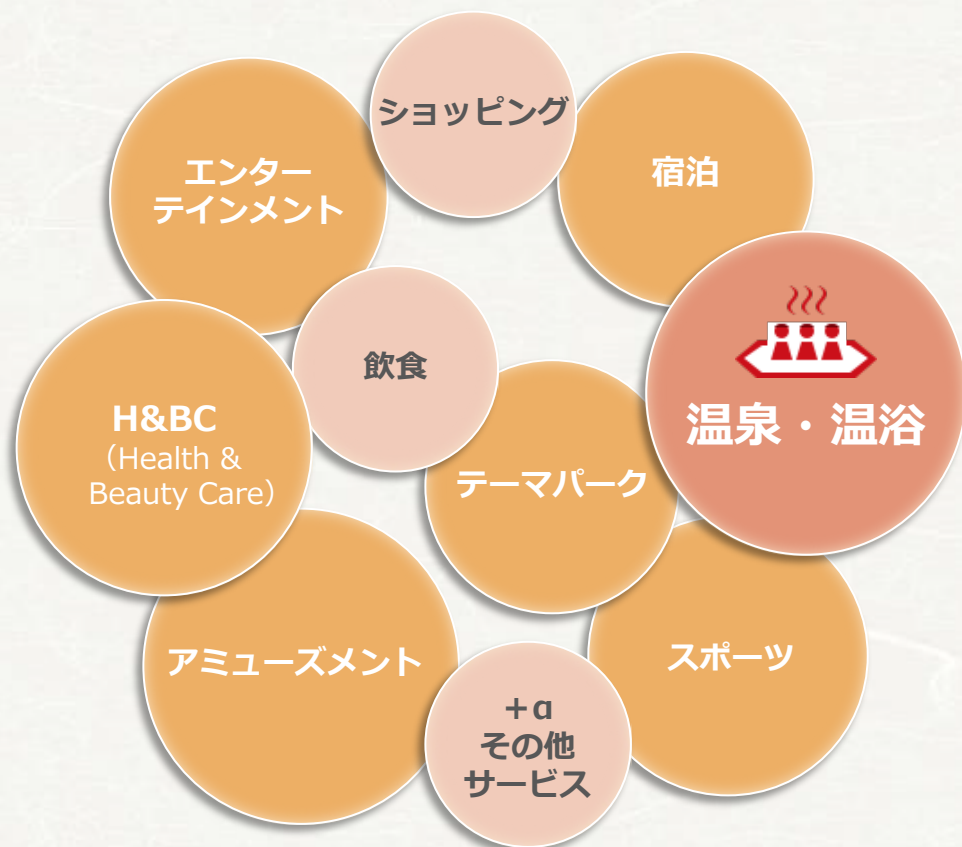 ショッピング
エンター
テインメント
宿泊
飲食
温泉・温浴
H&BC
（Health &
Beauty Care）
テーマパーク
アミューズメント
スポーツ
＋α
その他
サービス